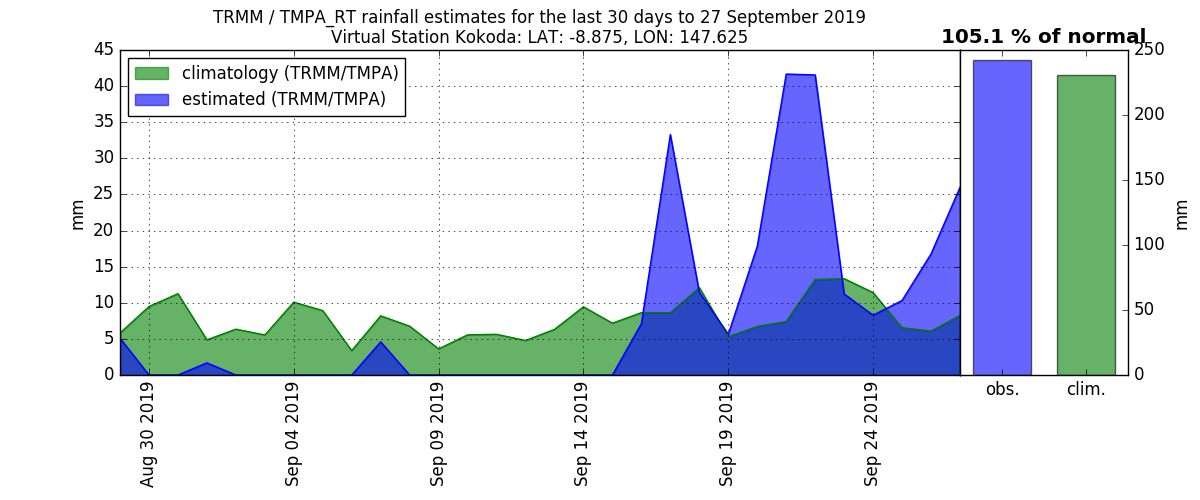 TRMM / TMPA_RT rainfall estimates for the last 30 days to 27 September 2019
Virtual Station Kokoda: LAT: -8.875, LON: 147.625
105.1 % of normal
climatology (TRMM/TMPA)
estimated (TRMM/TMPA)
mm
45
40
35
30
25
20
15
10
5
0
Aug 30 2019
Sep 04 2019
Sep 09 2019
Sep 14 2019
Sep 19 2019
Sep 24 2019
obs.
clim.
250
200
150
100
50
0
mm